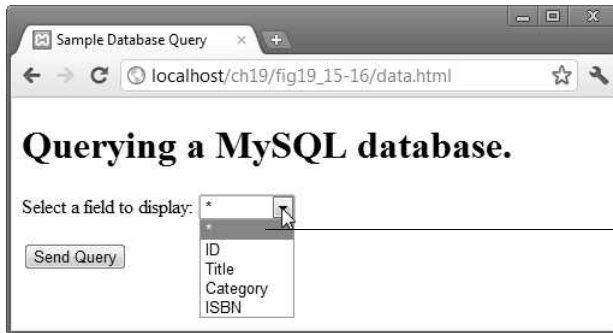 Sample Database Query
localhost/ch19/fig19_15-16/data.html
Querying a MySQL database.
Select a field to display: *
*
ID
Send Query
Title
Category
ISBN